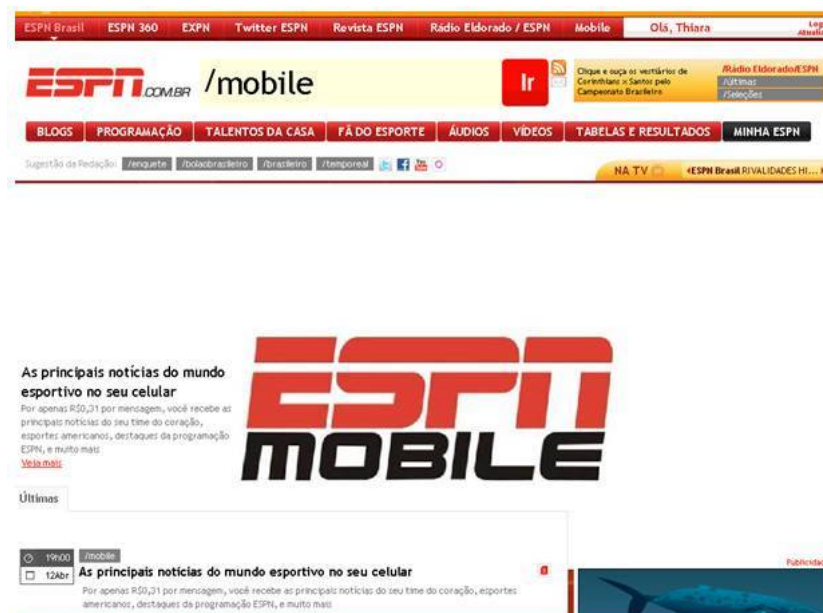 ESPN Brasil ESPN 360 EXPN Twitter ESPN Revista ESPN Rádio Eldorado / ESPN Mobile Olá, Thiara
ESPN.COM.BR /mobile Ir
Clique e ouça os vestiários de
Corinthians x Santos pelo
Campeonato Brasileiro
/Rádio Eldorado/ESPN
/Últimas
/Seleções
BLOGS PROGRAMAÇÃO TALENTOS DA CASA FÃ DO ESPORTE ÁUDIOS VÍDEOS TABELAS E RESULTADOS MINHA ESPN
Sugestão da Redação: /enquete /bolaobrasileiro /brasileiro /temporeal
NA TV ESPN Brasil RIVALIDADES HI...
As principais notícias do mundo
esportivo no seu celular
Por apenas R$0,31 por mensagem, você recebe as
principais notícias do seu time do coração,
esportes americanos, destaques da programação
ESPN, e muito mais
Veja mais
ESPN
MOBILE
Últimas
19h00 /mobile
12Abr As principais notícias do mundo esportivo no seu celular
Por apenas R$0,31 por mensagem, você recebe as principais notícias do seu time do coração, esportes
americanos, destaques da programação ESPN, e muito mais